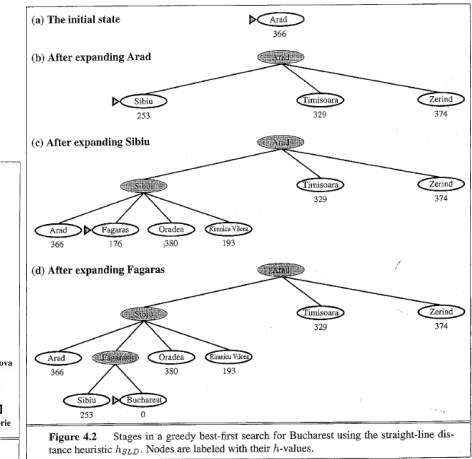 (a) The initial state
Arad
366
(b) After expanding Arad
Arad
Sibiu
Timisoara
Zerind
253
329
374
(c) After expanding Sibiu
Arad
Sibiu
Timisoara
Zerind
329
374
Arad
Fagaras
Oradea
Rimnicu Vilcea
366
176
380
193
(d) After expanding Fagaras
Arad
Sibiu
Timisoara
Zerind
329
374
Arad
Fagaras
Oradea
Rimnicu Vilcea
366
380
193
Sibiu
Bucharest
253
0
ova
rie
Figure 4.2 Stages in a greedy best-first search for Bucharest using the straight-line dis-
tance heuristic hSLD. Nodes are labeled with their h-values.